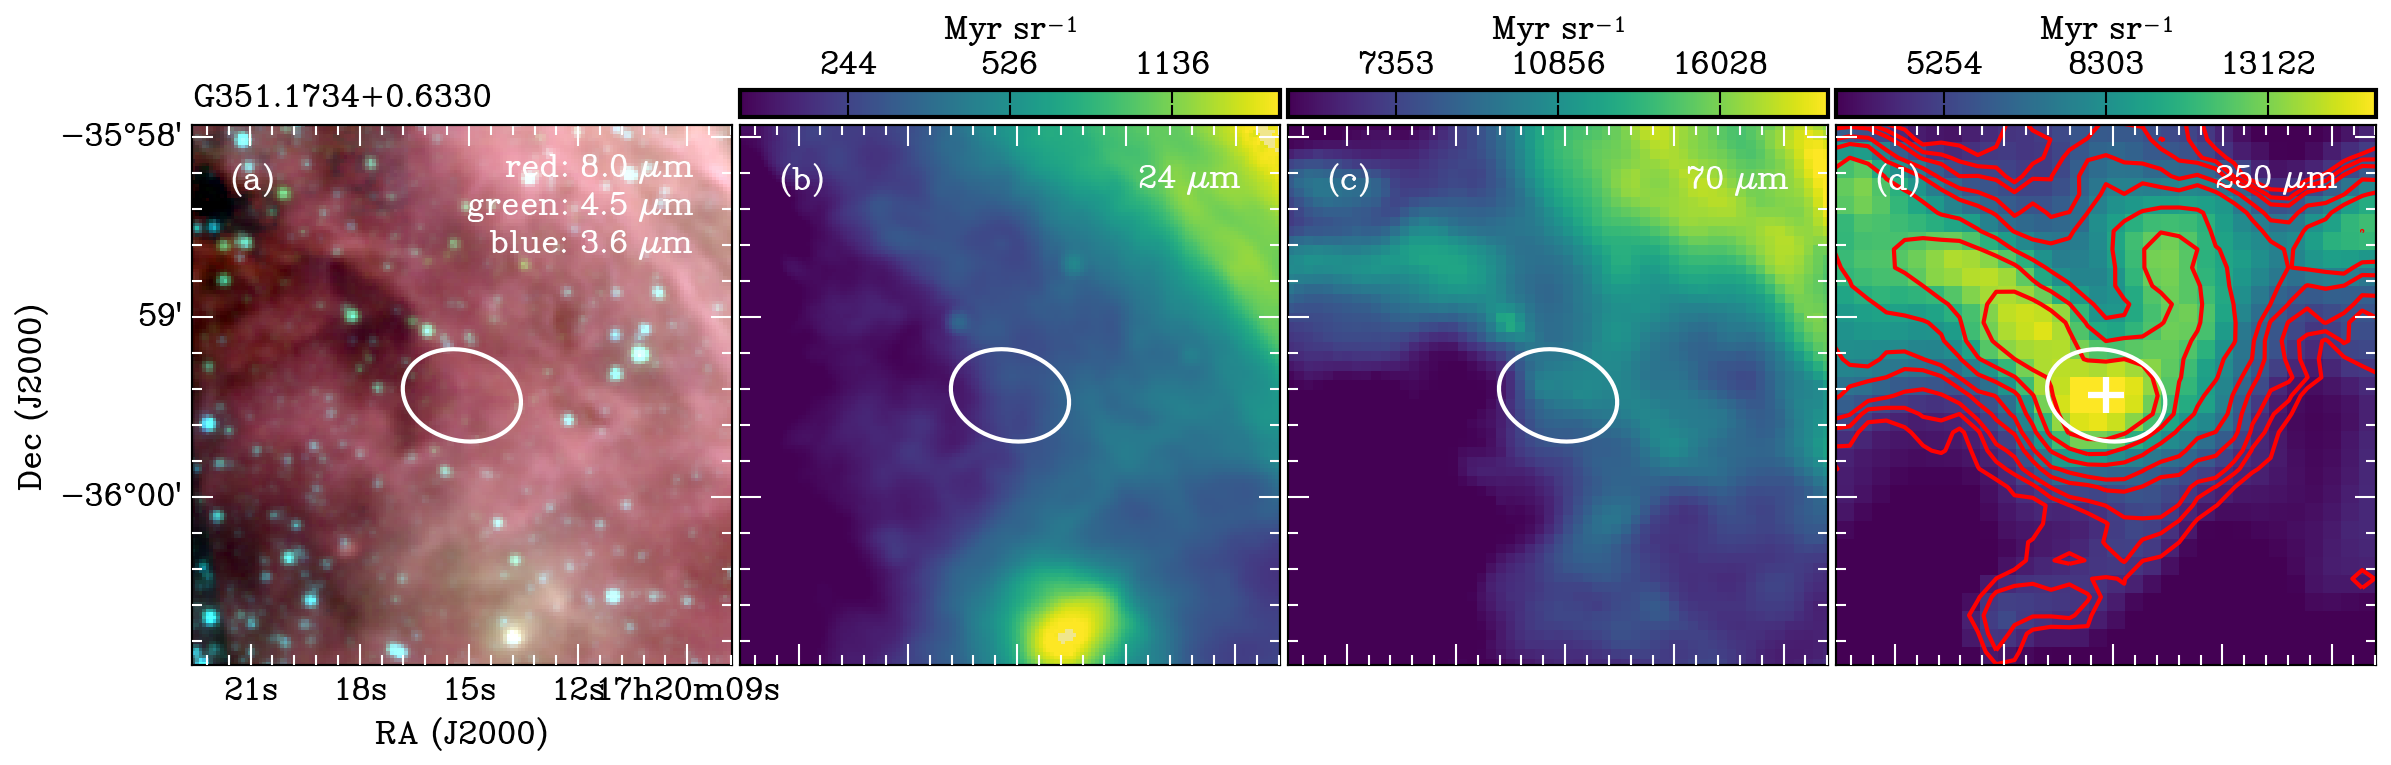 Myr sr⁻¹ Myr sr⁻¹ Myr sr⁻¹
244 526 1136 7353 10856 16028 5254 8303 13122
G351.1734+0.6330
(a) red: 8.0 μm
green: 4.5 μm
blue: 3.6 μm
(b) 24 μm
(c) 70 μm
(d) 250 μm
−35°58'
59'
−36°00'
Dec (J2000)
21s 18s 15s 12s 17h20m09s
RA (J2000)